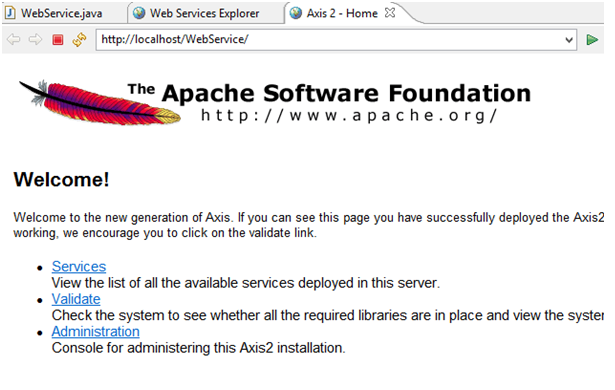 WebService.java
Web Services Explorer
Axis 2 - Home
http://localhost/WebService/
The Apache Software Foundation
http://www.apache.org/
Welcome!
Welcome to the new generation of Axis. If you can see this page you have successfully deployed the Axis2
working, we encourage you to click on the validate link.
Services
View the list of all the available services deployed in this server.
Validate
Check the system to see whether all the required libraries are in place and view the syste
Administration
Console for administering this Axis2 installation.